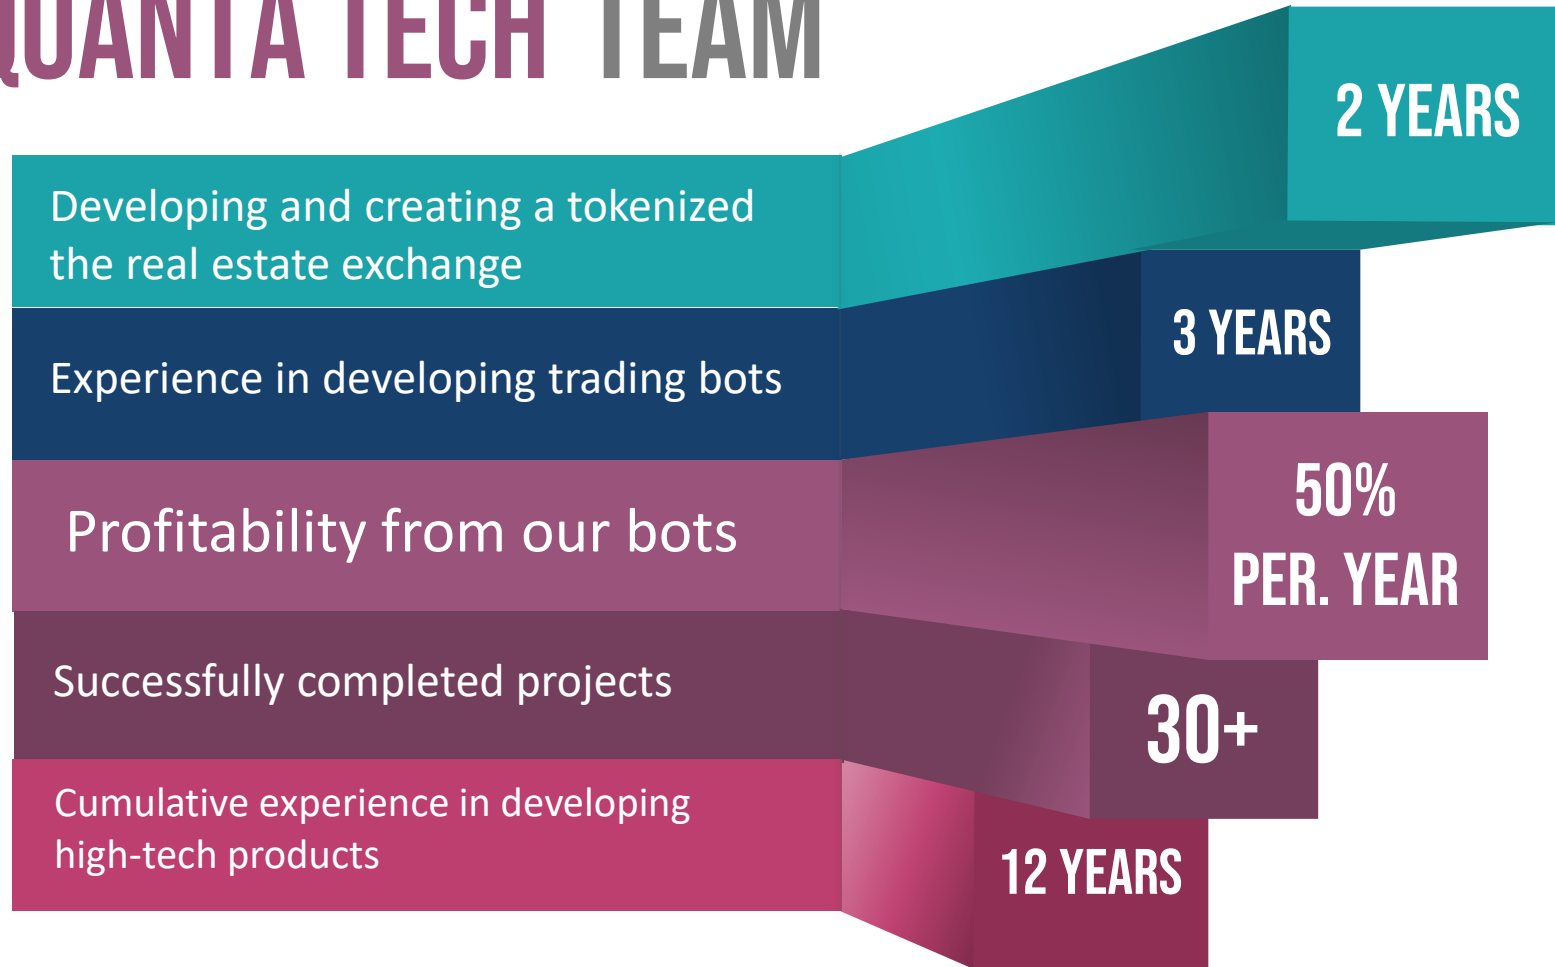 QUANTA TECH TEAM
2 YEARS
Developing and creating a tokenized
the real estate exchange
3 YEARS
Experience in developing trading bots
50%
PER. YEAR
Profitability from our bots
Successfully completed projects
30+
Cumulative experience in developing
high-tech products
12 YEARS